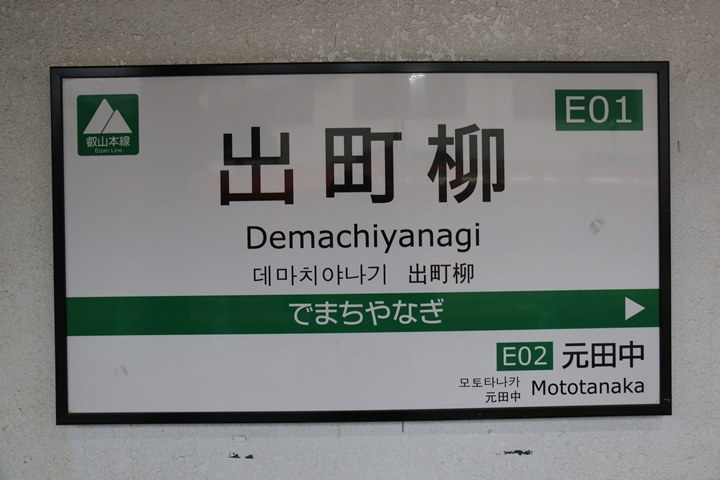 叡山本線
Eizan Line
E01
出町柳
Demachiyanagi
데마치야나기 出町柳
でまちやなぎ
E02 元田中
모토타나카
元田中
Mototanaka